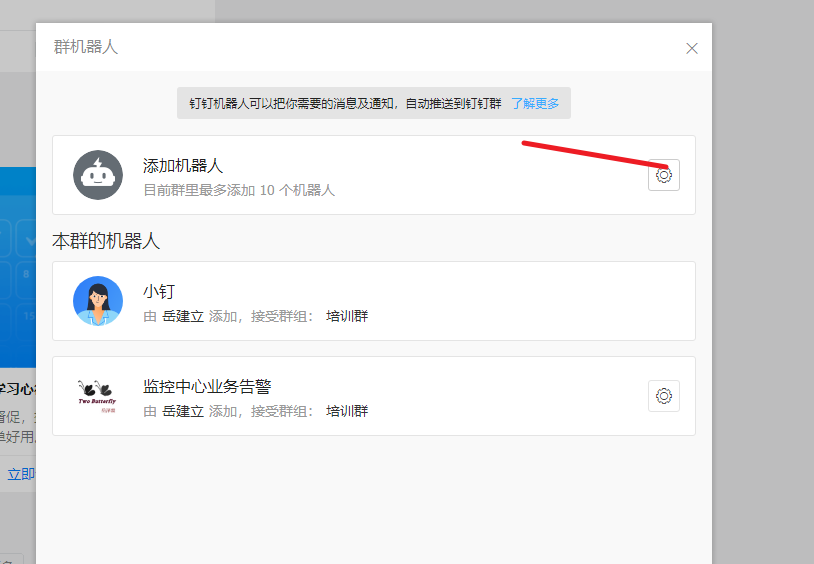 群机器人
钉钉机器人可以把你需要的消息及通知，自动推送到钉钉群 了解更多
添加机器人
目前群里最多添加 10 个机器人
本群的机器人
小钉
由 岳建立 添加，接受群组： 培训群
监控中心业务告警
Two Butterfly
由 岳建立 添加，接受群组： 培训群
学习心
督促，
单好用
立即